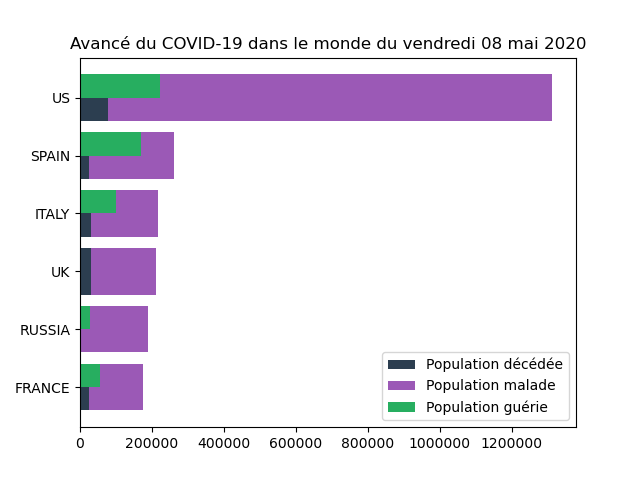 Avancé du COVID-19 dans le monde du vendredi 08 mai 2020
US
SPAIN
ITALY
UK
RUSSIA
FRANCE
Population décédée
Population malade
Population guérie
0 200000 400000 600000 800000 1000000 1200000